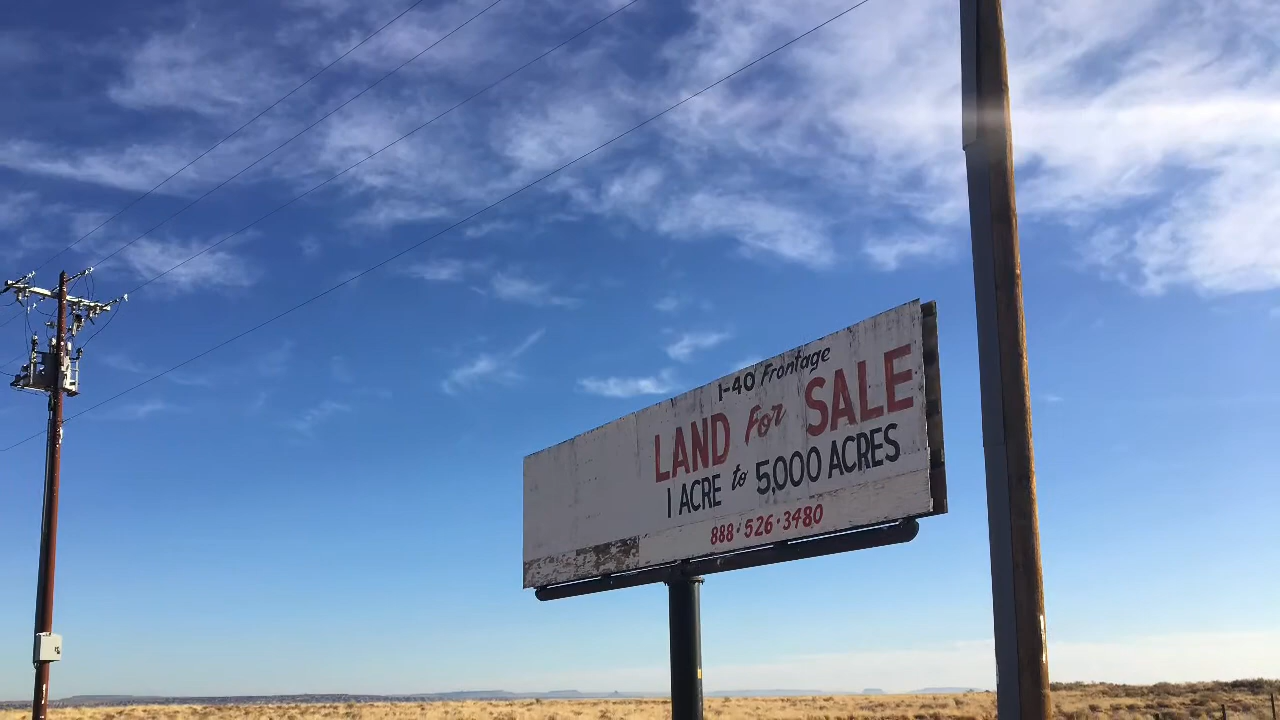 I-40 Frontage
LAND For SALE
1 ACRE to 5,000 ACRES
888·526·3480